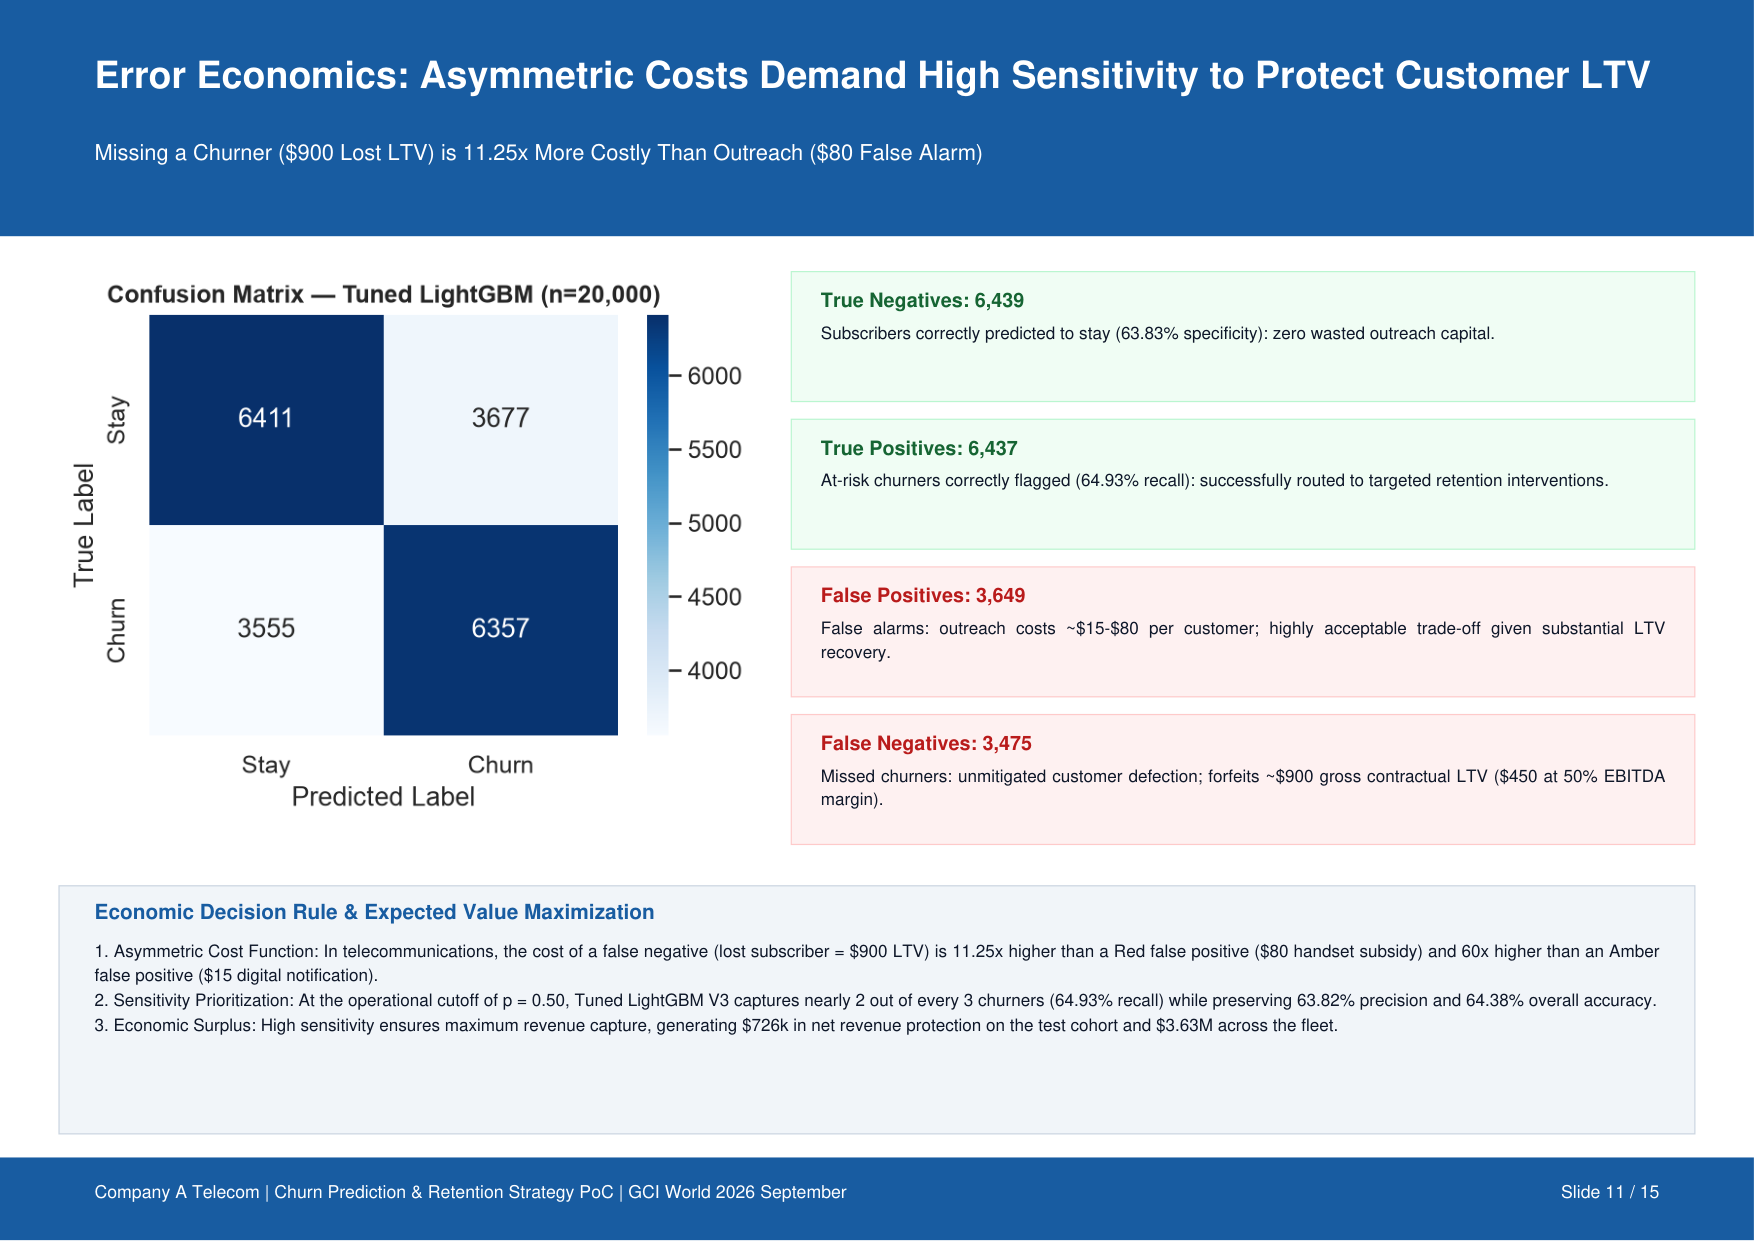 Error Economics: Asymmetric Costs Demand High Sensitivity to Protect Customer LTV
Missing a Churner ($900 Lost LTV) is 11.25x More Costly Than Outreach ($80 False Alarm)
Confusion Matrix — Tuned LightGBM (n=20,000)
True Label
Stay
Churn
6411
3677
3555
6357
6000
5500
5000
4500
4000
Stay
Churn
Predicted Label
True Negatives: 6,439
Subscribers correctly predicted to stay (63.83% specificity): zero wasted outreach capital.
True Positives: 6,437
At-risk churners correctly flagged (64.93% recall): successfully routed to targeted retention interventions.
False Positives: 3,649
False alarms: outreach costs ~$15-$80 per customer; highly acceptable trade-off given substantial LTV
recovery.
False Negatives: 3,475
Missed churners: unmitigated customer defection; forfeits ~$900 gross contractual LTV ($450 at 50% EBITDA
margin).
Economic Decision Rule & Expected Value Maximization
1. Asymmetric Cost Function: In telecommunications, the cost of a false negative (lost subscriber = $900 LTV) is 11.25x higher than a Red false positive ($80 handset subsidy) and 60x higher than an Amber
false positive ($15 digital notification).
2. Sensitivity Prioritization: At the operational cutoff of p = 0.50, Tuned LightGBM V3 captures nearly 2 out of every 3 churners (64.93% recall) while preserving 63.82% precision and 64.38% overall accuracy.
3. Economic Surplus: High sensitivity ensures maximum revenue capture, generating $726k in net revenue protection on the test cohort and $3.63M across the fleet.
Company A Telecom | Churn Prediction & Retention Strategy PoC | GCI World 2026 September
Slide 11 / 15